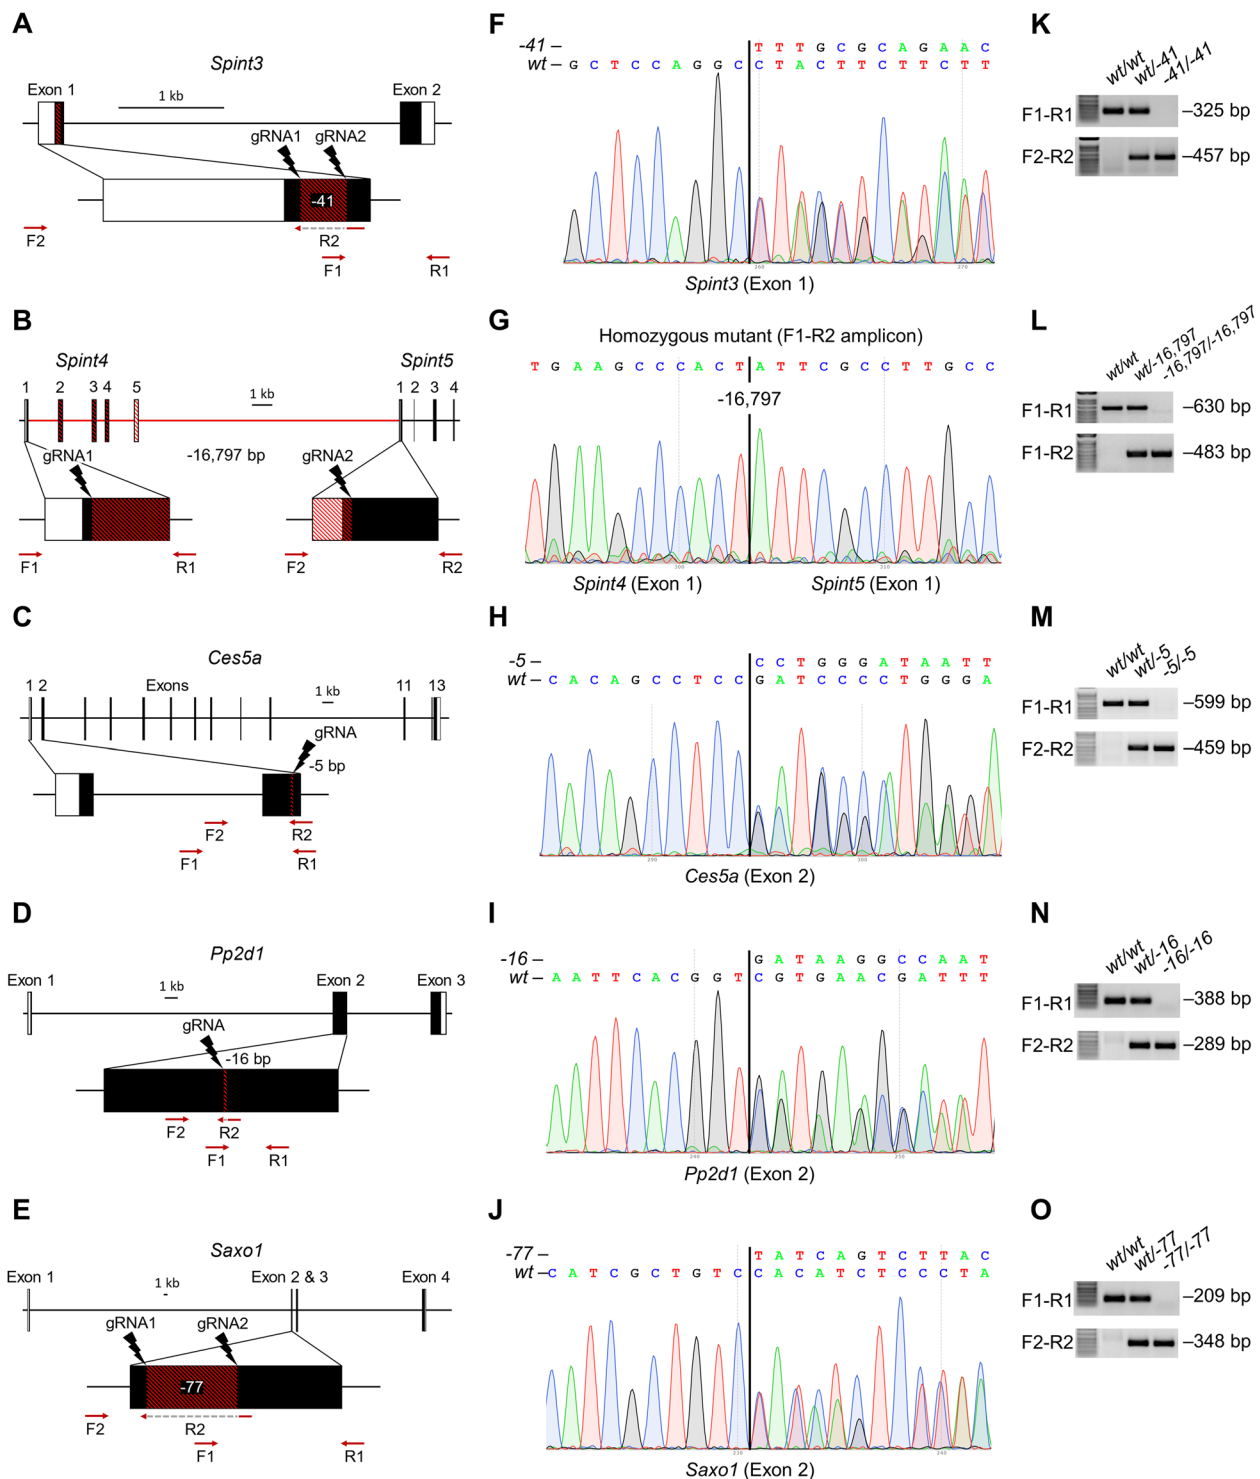 A
Spint3
Exon 1
1 kb
Exon 2
gRNA1
gRNA2
-41
F2
R2
F1
R1
F
-41 – T T T G C G C A G A A C
wt – G C T C C A G G C C T A C T T C T T C T T
260
270
Spint3 (Exon 1)
K
wt/wt
wt/-41
-41/-41
F1-R1
–325 bp
F2-R2
–457 bp
B
Spint4
Spint5
1 2 3 4 5
1 kb
1 2 3 4
gRNA1
-16,797 bp
gRNA2
F1
R1
F2
R2
G
Homozygous mutant (F1-R2 amplicon)
T G A A G C C C A C T A T T C G C C T T G C C
-16,797
300
310
Spint4 (Exon 1)
Spint5 (Exon 1)
L
wt/wt
wt/-16,797
-16,797/-16,797
F1-R1
–630 bp
F1-R2
–483 bp
C
Ces5a
1 2
Exons
1 kb
11
13
gRNA
-5 bp
F2
R2
F1
R1
H
-5 – C C T G G G A T A A T T
wt – C A C A G C C T C C G A T C C C C T G G G A
290
300
Ces5a (Exon 2)
M
wt/wt
wt/-5
-5/-5
F1-R1
–599 bp
F2-R2
–459 bp
D
Pp2d1
Exon 1
1 kb
Exon 2
Exon 3
gRNA
-16 bp
F2
R2
F1
R1
I
-16 – G A T A A G G C C A A T
wt – A A T T C A C G G T C G T G A A C G A T T T
240
250
Pp2d1 (Exon 2)
N
wt/wt
wt/-16
-16/-16
F1-R1
–388 bp
F2-R2
–289 bp
E
Saxo1
Exon 1
1 kb
Exon 2 & 3
Exon 4
gRNA1
gRNA2
-77
F2
R2
F1
R1
J
-77 – T A T C A G T C T T A C
wt – C A T C G C T G T C C A C A T C T C C C T A
240
Saxo1 (Exon 2)
O
wt/wt
wt/-77
-77/-77
F1-R1
–209 bp
F2-R2
–348 bp